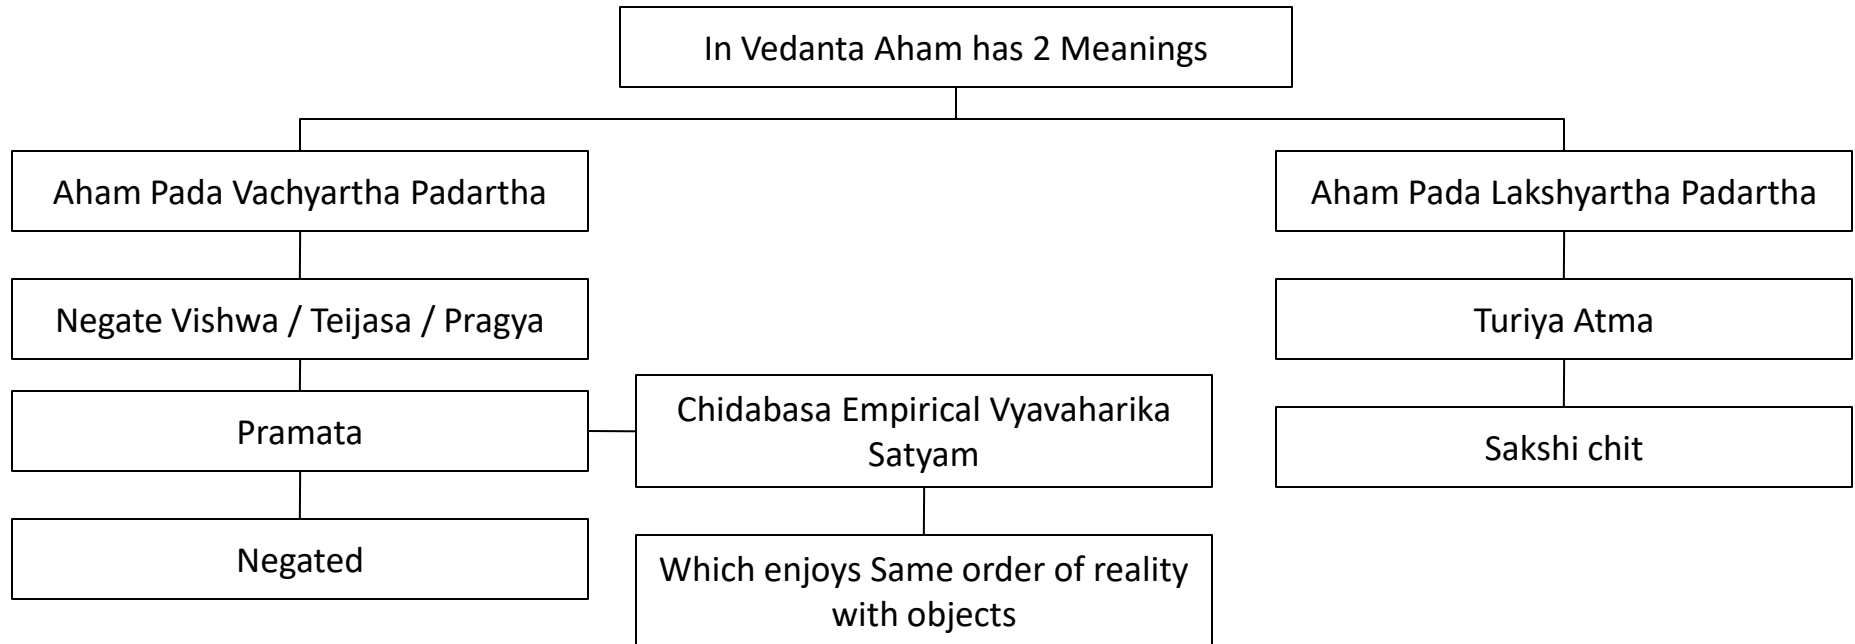 In Vedanta Aham has 2 Meanings
Aham Pada Vachyartha Padartha
Negate Vishwa / Teijasa / Pragya
Pramata
Negated
Chidabasa Empirical Vyavaharika
Satyam
Which enjoys Same order of reality
with objects
Aham Pada Lakshyartha Padartha
Turiya Atma
Sakshi chit